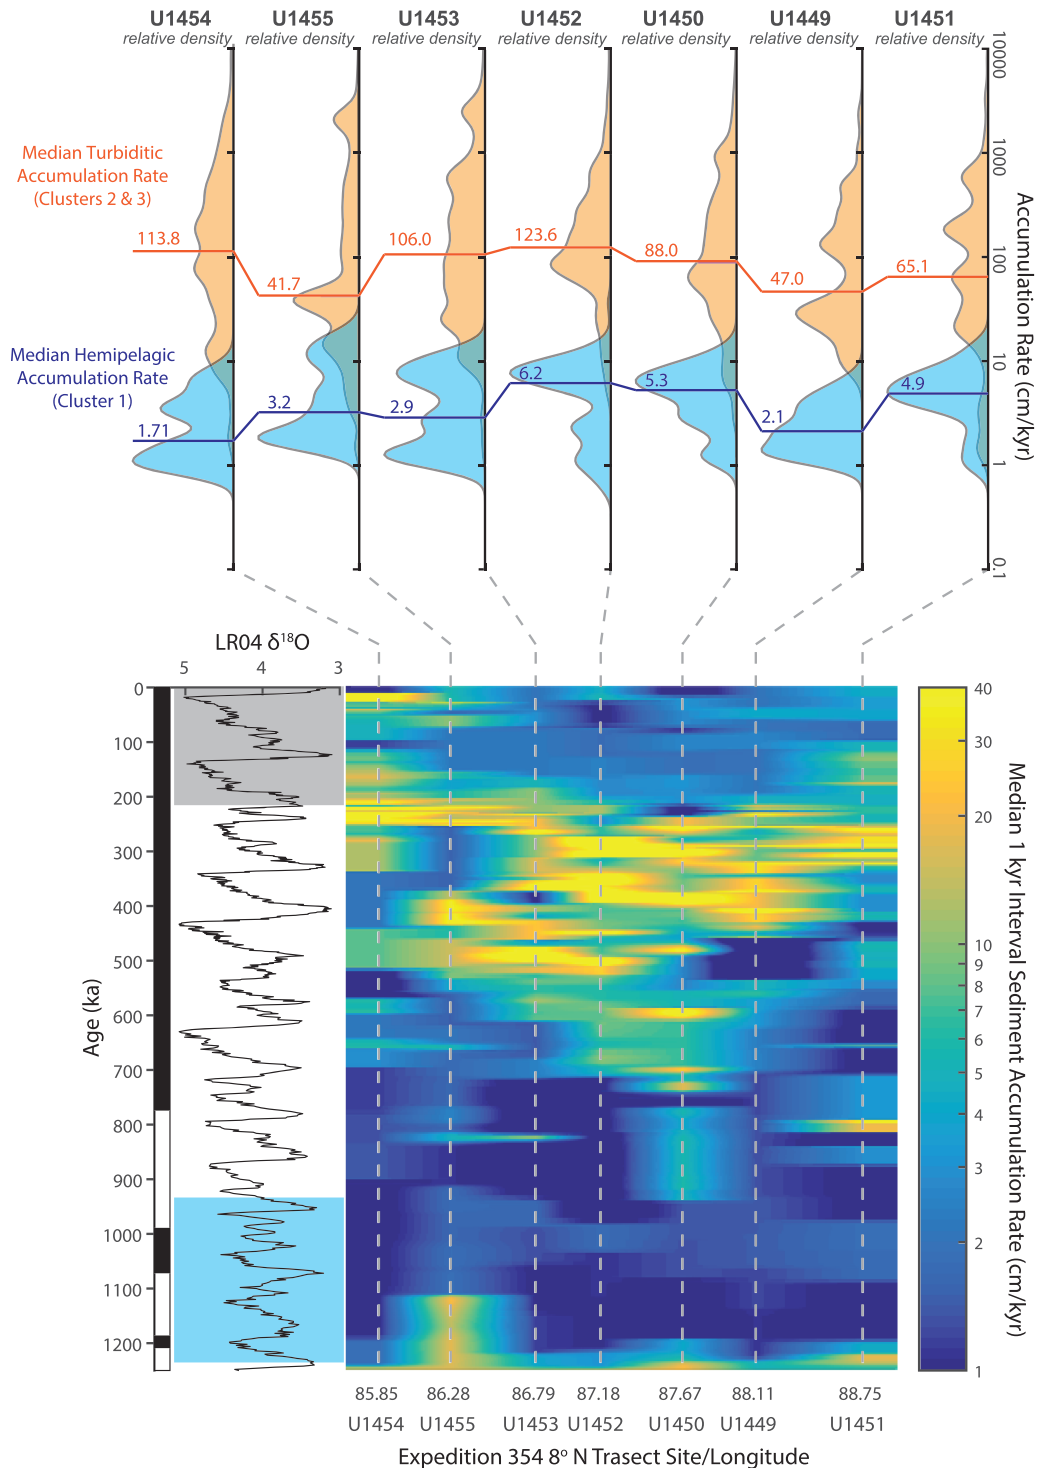 U1454 U1455 U1453 U1452 U1450 U1449 U1451
relative density relative density relative density relative density relative density relative density relative density
Median Turbiditic
Accumulation Rate
(Clusters 2 & 3)
113.8 41.7 106.0 123.6 88.0 47.0 65.1
Median Hemipelagic
Accumulation Rate
(Cluster 1)
1.71 3.2 2.9 6.2 5.3 2.1 4.9
10000
1000
100
10
1
0.1
Accumulation Rate (cm/kyr)
LR04 δ18O
5 4 3
0
100
200
300
400
500
600
700
800
900
1000
1100
1200
Age (ka)
40
30
20
10
9
8
7
6
5
4
3
2
1
Median 1 kyr Interval Sediment Accumulation Rate (cm/kyr)
85.85 86.28 86.79 87.18 87.67 88.11 88.75
U1454 U1455 U1453 U1452 U1450 U1449 U1451
Expedition 354 8o N Trasect Site/Longitude